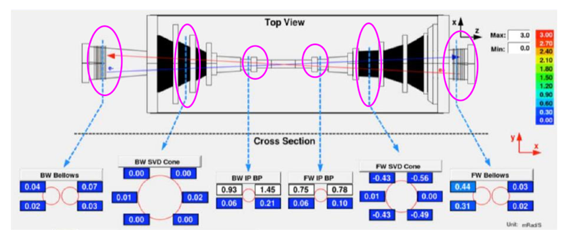 Top View
x
z
Max: 3.0
Min: 0.0
3.00
2.70
2.40
2.10
1.80
1.50
1.20
0.90
0.60
0.30
0.00
Cross Section
y
x
BW Bellows
0.04 0.07
0.02 0.03
BW SVD Cone
0.00 0.00
0.02
0.00 0.00
BW IP BP
0.93 1.45
0.06 0.21
FW IP BP
0.75 0.78
0.06 0.10
FW SVD Cone
-0.43 -0.56
0.01 0.00
-0.43 -0.49
FW Bellows
0.44 0.03
0.31 0.02
Unit: mRad/S